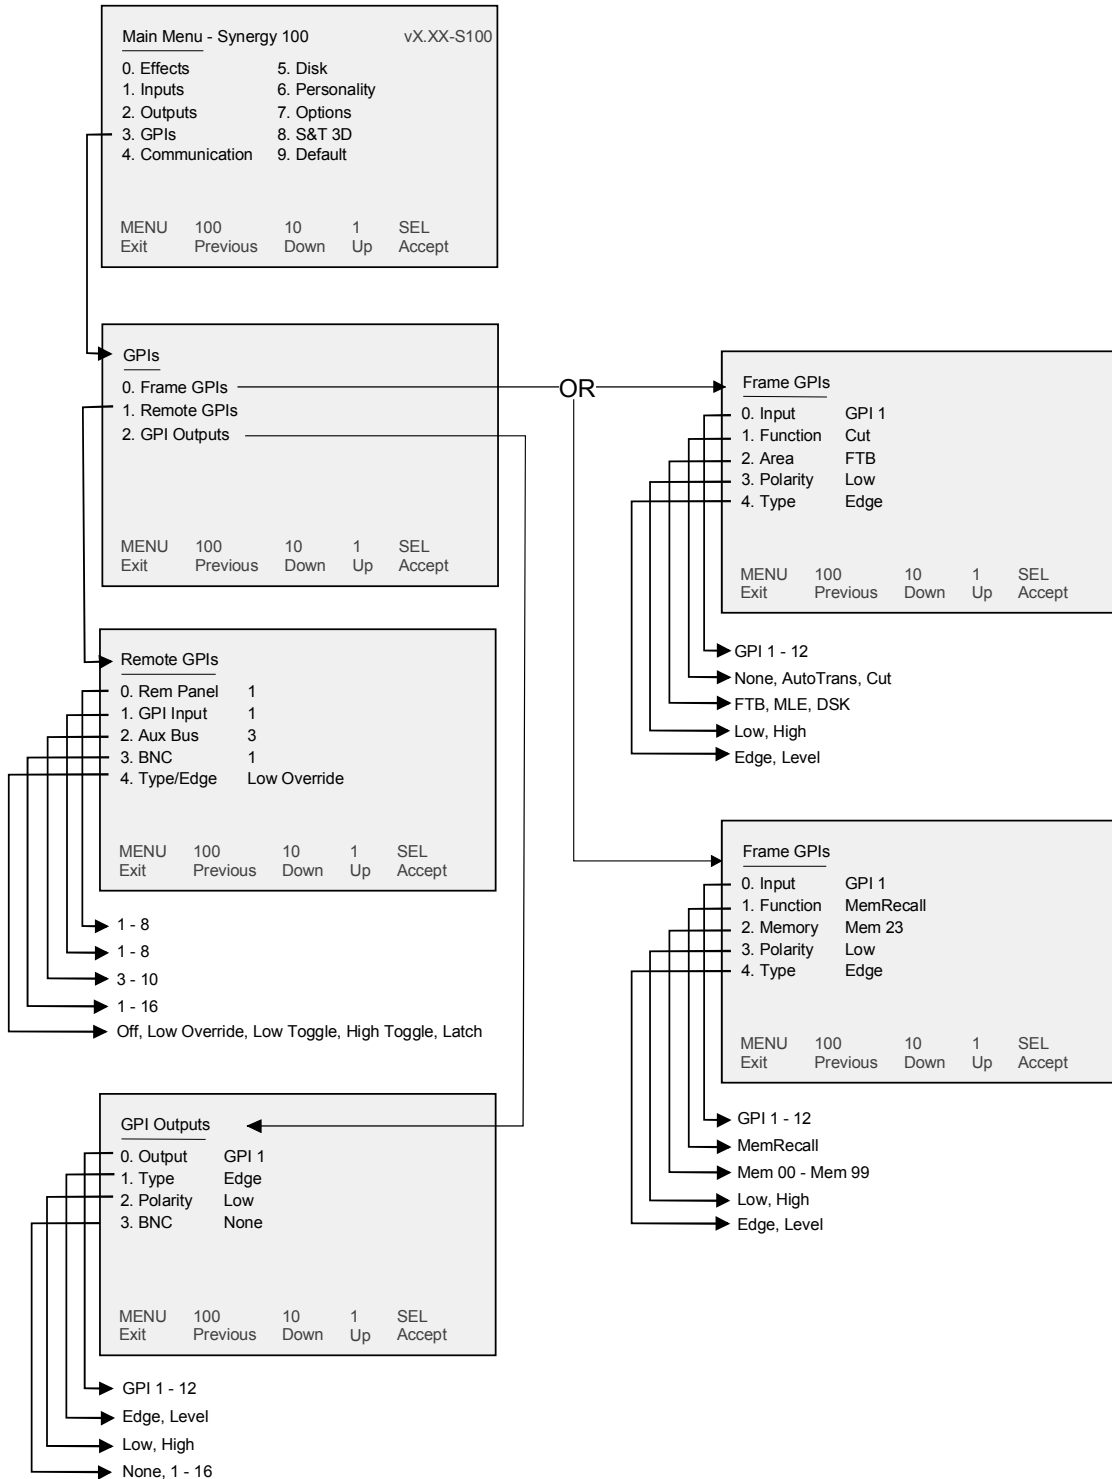 Main Menu - Synergy 100 vX.XX-S100
0. Effects 5. Disk
1. Inputs 6. Personality
2. Outputs 7. Options
3. GPIs 8. S&T 3D
4. Communication 9. Default
MENU 100 10 1 SEL
Exit Previous Down Up Accept
GPIs
0. Frame GPIs
1. Remote GPIs
2. GPI Outputs
MENU 100 10 1 SEL
Exit Previous Down Up Accept
OR
Frame GPIs
0. Input GPI 1
1. Function Cut
2. Area FTB
3. Polarity Low
4. Type Edge
MENU 100 10 1 SEL
Exit Previous Down Up Accept
GPI 1 - 12
None, AutoTrans, Cut
FTB, MLE, DSK
Low, High
Edge, Level
Remote GPIs
0. Rem Panel 1
1. GPI Input 1
2. Aux Bus 3
3. BNC 1
4. Type/Edge Low Override
MENU 100 10 1 SEL
Exit Previous Down Up Accept
1 - 8
1 - 8
3 - 10
1 - 16
Off, Low Override, Low Toggle, High Toggle, Latch
Frame GPIs
0. Input GPI 1
1. Function MemRecall
2. Memory Mem 23
3. Polarity Low
4. Type Edge
MENU 100 10 1 SEL
Exit Previous Down Up Accept
GPI 1 - 12
MemRecall
Mem 00 - Mem 99
Low, High
Edge, Level
GPI Outputs
0. Output GPI 1
1. Type Edge
2. Polarity Low
3. BNC None
MENU 100 10 1 SEL
Exit Previous Down Up Accept
GPI 1 - 12
Edge, Level
Low, High
None, 1 - 16